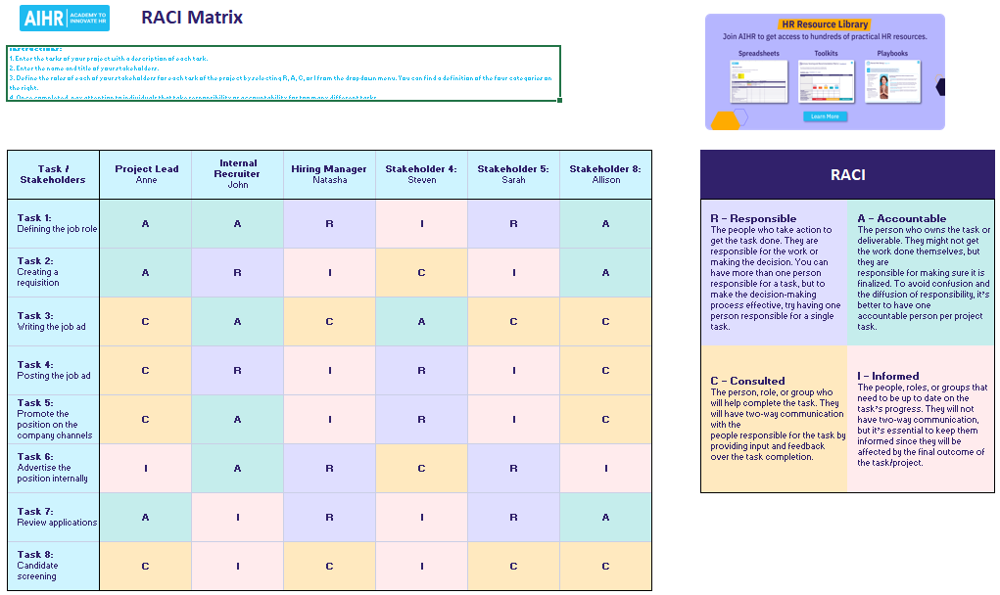 AIHR ACADEMY TO
INNOVATE HR
RACI Matrix
Instructions:
1. Enter the tasks of your project with a description of each task.
2. Enter the name and title of your stakeholders.
3. Define the roles of each of your stakeholders for each task of the project by selecting R, A, C, or I from the dropdown menu. You can find a definition of the four categories on
the right.
4. Once completed, pay attention to individuals that take responsibility or accountability for too many different tasks.
HR Resource Library
Join AIHR to get access to hundreds of practical HR resources.
Spreadsheets Toolkits Playbooks
Learn More
Task / Stakeholders Project Lead Anne Internal Recruiter John Hiring Manager Natasha Stakeholder 4: Steven Stakeholder 5: Sarah Stakeholder 8: Allison
Task 1: Defining the job role A A R I R A
Task 2: Creating a requisition A R I C I A
Task 3: Writing the job ad C A C A C C
Task 4: Posting the job ad C R I R I C
Task 5: Promote the position on the company channels C A I R I C
Task 6: Advertise the position internally I A R C R I
Task 7: Review applications A I R I R A
Task 8: Candidate screening C I C I C C
RACI
R – Responsible
The people who take action to
get the task done. They are
responsible for the work or
making the decision. You can
have more than one person
responsible for a task, but to
make the decision-making
process effective, try having one
person responsible for a single
task.
A – Accountable
The person who owns the task or
deliverable. They might not get
the work done themselves, but
they are
responsible for making sure it is
finalized. To avoid confusion and
the diffusion of responsibility, it's
better to have one
accountable person per project
task.
C – Consulted
The person, role, or group who
will help complete the task. They
will have two-way communication
with the
people responsible for the task by
providing input and feedback
over the task completion.
I – Informed
The people, roles, or groups that
need to be up to date on the
task's progress. They will not
have two-way communication,
but it's essential to keep them
informed since they will be
affected by the final outcome of
the task/project.